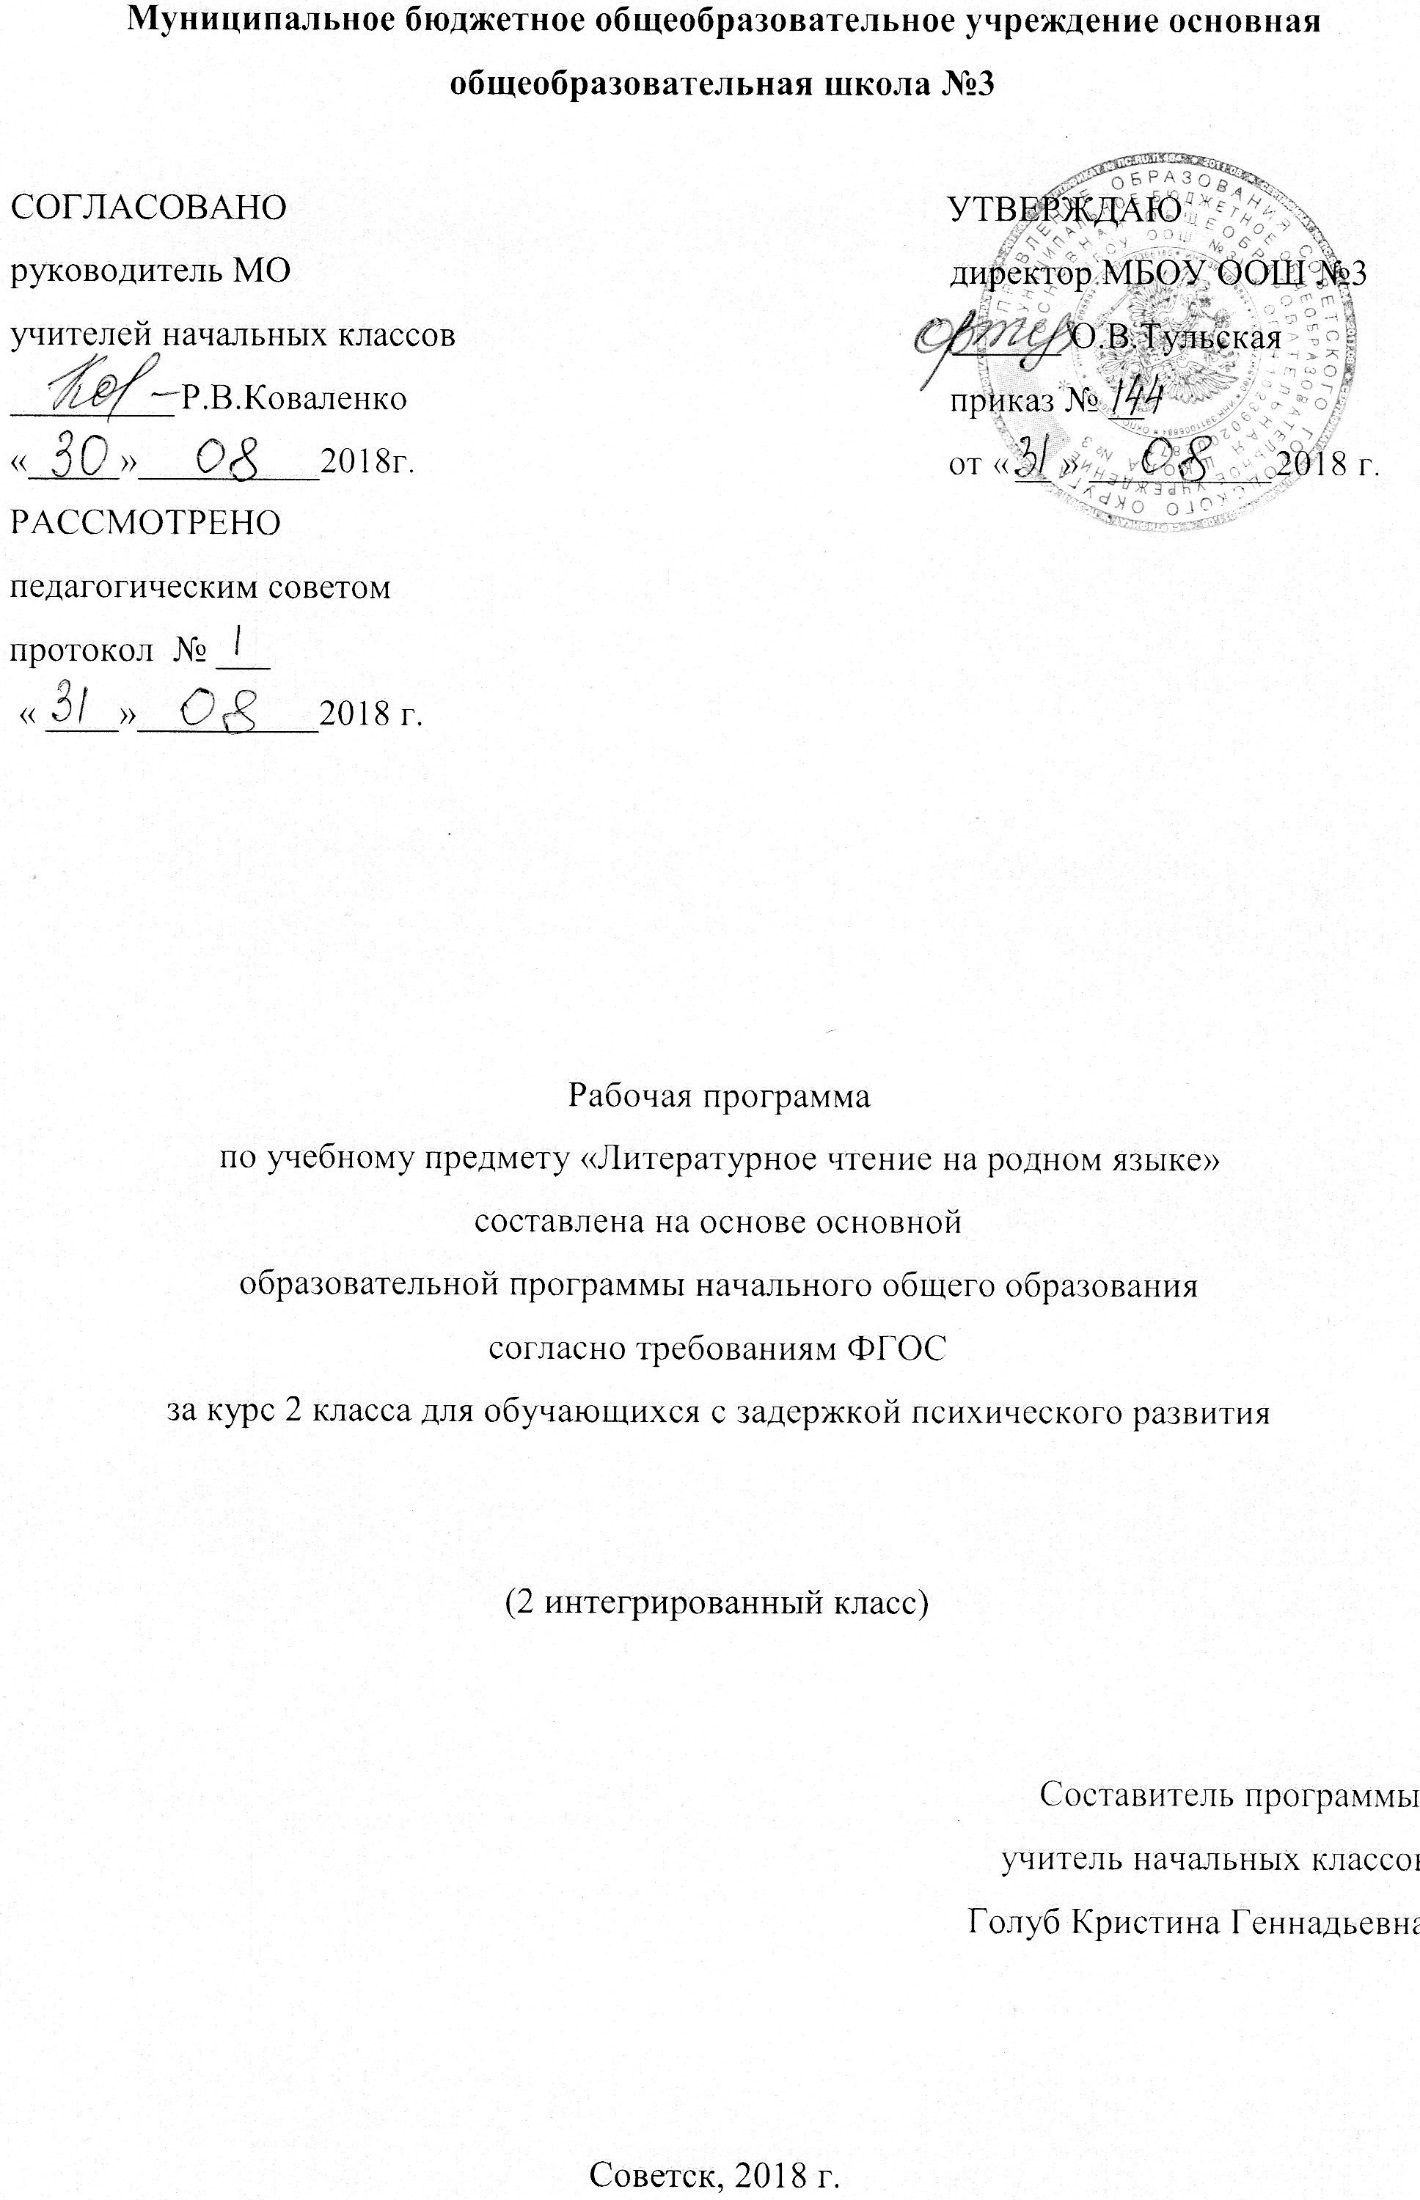 Муниципальное бюджетное общеобразовательное учреждение основная
общеобразовательная школа №3
СОГЛАСОВАНО
руководитель МО
учителей начальных классов
Р.В.Коваленко
« 30 » 08 2018г.
РАССМОТРЕНО
педагогическим советом
протокол № 1
« 31 » 08 2018 г.
УТВЕРЖДАЮ
директор МБОУ ООШ №3
О.В.Тульская
приказ № 144
от « 31 » 08 2018 г.
Рабочая программа
по учебному предмету «Литературное чтение на родном языке»
составлена на основе основной
образовательной программы начального общего образования
согласно требованиям ФГОС
за курс 2 класса для обучающихся с задержкой психического развития
(2 интегрированный класс)
Составитель программы
учитель начальных классов
Голуб Кристина Геннадьевна
Советск, 2018 г.